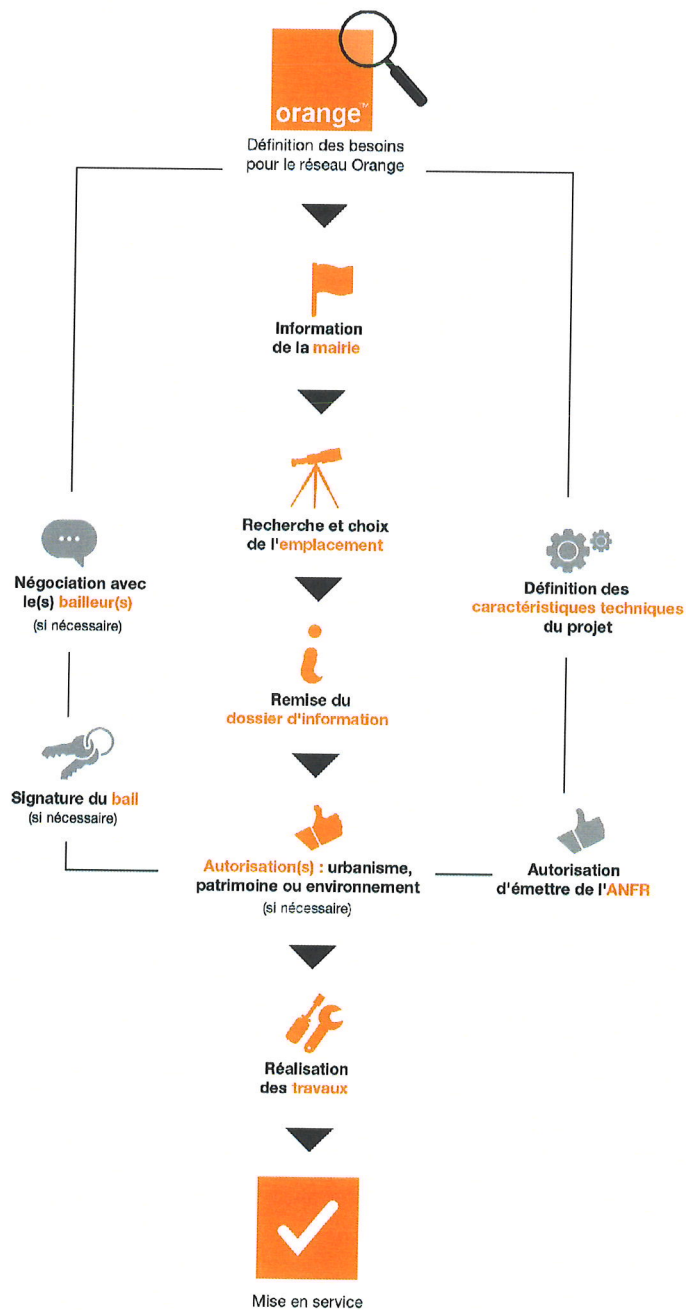 orange™
Définition des besoins
pour le réseau Orange
Information
de la mairie
Recherche et choix
de l'emplacement
Négociation avec
le(s) bailleur(s)
(si nécessaire)
Définition des
caractéristiques techniques
du projet
Remise du
dossier d'information
Signature du bail
(si nécessaire)
Autorisation(s) : urbanisme,
patrimoine ou environnement
(si nécessaire)
Autorisation
d'émettre de l'ANFR
Réalisation
des travaux
Mise en service